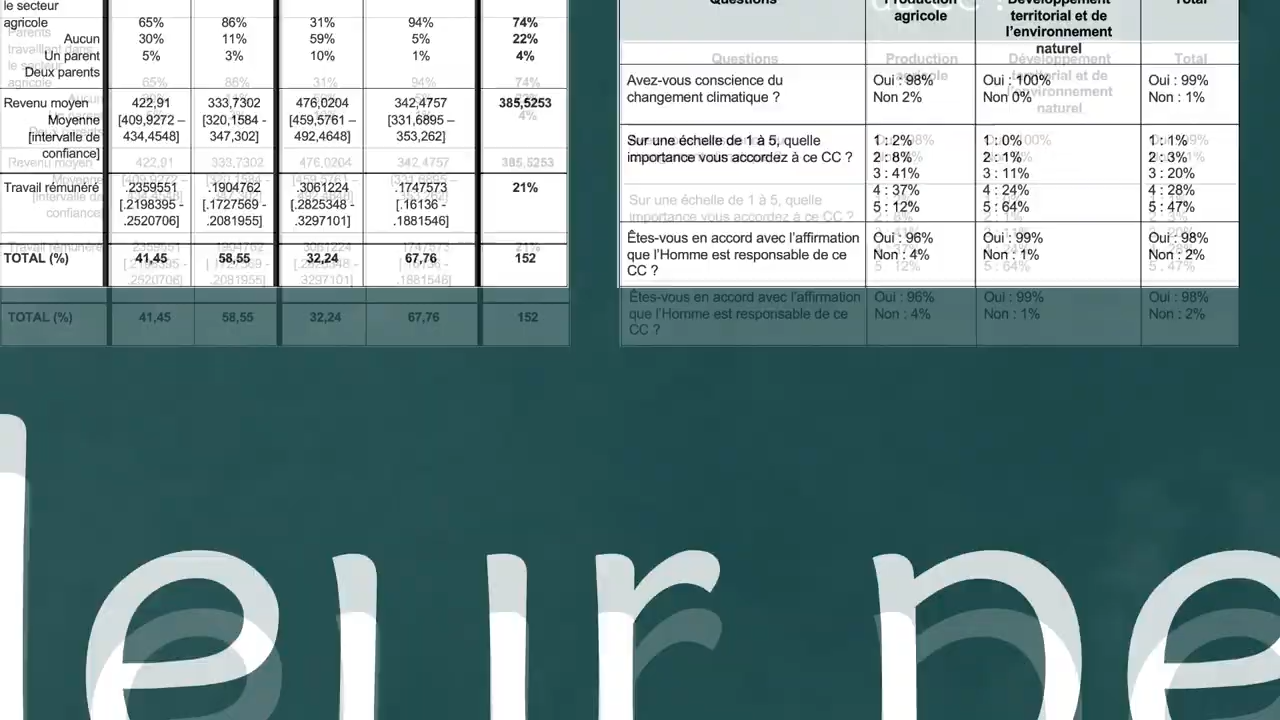 le secteur
agricole 65% 86% 31% 94% 74%
Aucun 30% 11% 59% 5% 22%
Un parent 5% 3% 10% 1% 4%
Deux parents
Revenu moyen 422,91 333,7302 476,0204 342,4757 385,5253
Moyenne [409,9272 – [320,1584 - [459,5761 – [331,6895 –
[intervalle de 434,4548] 347,302] 492,4648] 353,262]
confiance]
Travail rémunéré .2359551 .1904762 .3061224 .1747573 21%
[.2198395 - [.1727569 - [.2825348 - [.16136 -
.2520706] .2081955] .3297101] .1881546]
TOTAL (%) 41,45 58,55 32,24 67,76 152
TOTAL (%) 41,45 58,55 32,24 67,76 152
Questions Production Développement Total
agricole territorial et de
l'environnement
naturel
Avez-vous conscience du Oui : 98% Oui : 100% Oui : 99%
changement climatique ? Non 2% Non 0% Non : 1%
Sur une échelle de 1 à 5, quelle 1 : 2% 1 : 0% 1 : 1%
importance vous accordez à ce CC ? 2 : 8% 2 : 1% 2 : 3%
3 : 41% 3 : 11% 3 : 20%
4 : 37% 4 : 24% 4 : 28%
5 : 12% 5 : 64% 5 : 47%
Êtes-vous en accord avec l'affirmation Oui : 96% Oui : 99% Oui : 98%
que l'Homme est responsable de ce Non : 4% Non : 1% Non : 2%
CC ?
Êtes-vous en accord avec l'affirmation Oui : 96% Oui : 99% Oui : 98%
que l'Homme est responsable de ce Non : 4% Non : 1% Non : 2%
CC ?
leur ne